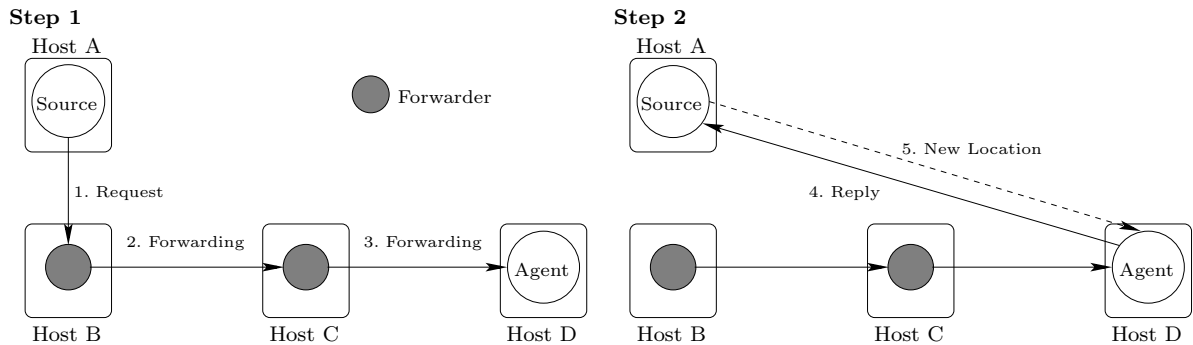 Step 1
Host A
Source
Forwarder
1. Request
2. Forwarding
3. Forwarding
Agent
Host B
Host C
Host D
Step 2
Host A
Source
5. New Location
4. Reply
Agent
Host B
Host C
Host D